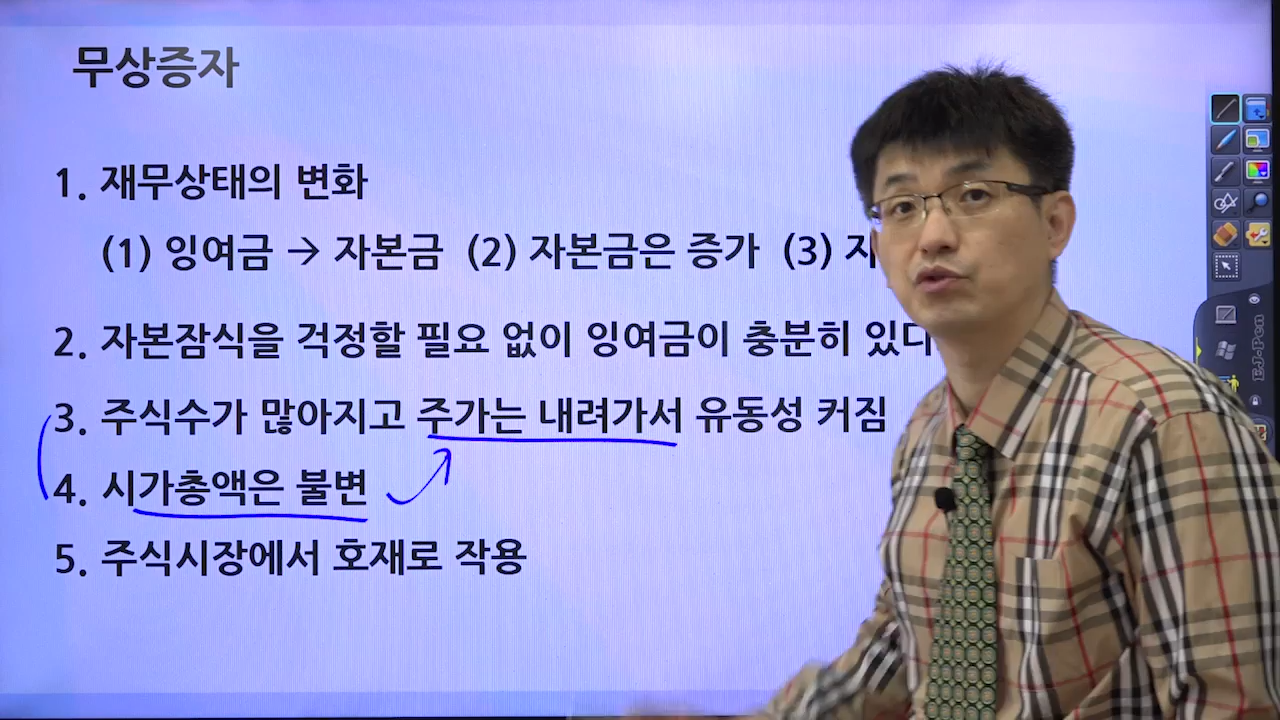 무상증자
1. 재무상태의 변화
(1) 잉여금 → 자본금 (2) 자본금은 증가 (3)
2. 자본잠식을 걱정할 필요 없이 잉여금이 충분히 있다
3. 주식수가 많아지고 주가는 내려가서 유동성 커짐
4. 시가총액은 불변
5. 주식시장에서 호재로 작용
EJ-Pen